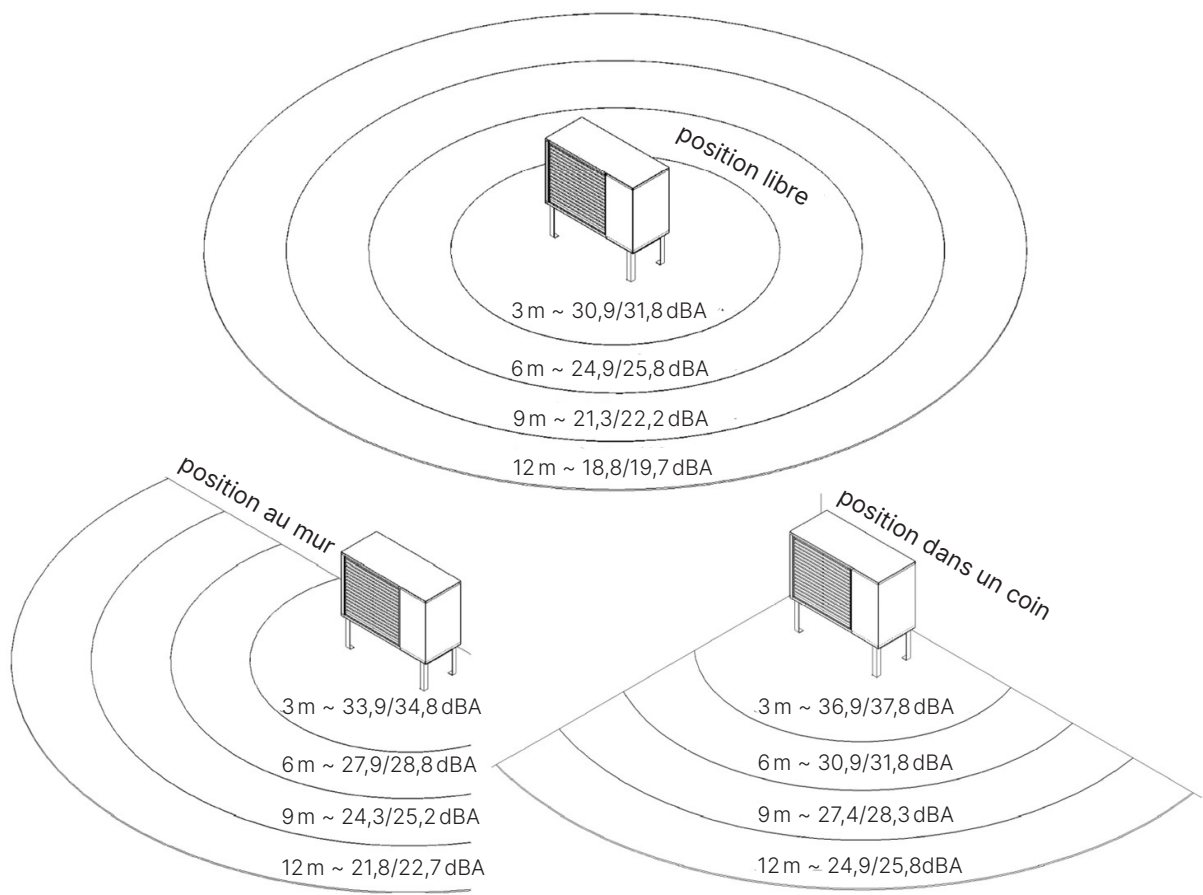 position libre
3 m ~ 30,9/31,8 dBA
6 m ~ 24,9/25,8 dBA
9 m ~ 21,3/22,2 dBA
12 m ~ 18,8/19,7 dBA
position au mur
3 m ~ 33,9/34,8 dBA
6 m ~ 27,9/28,8 dBA
9 m ~ 24,3/25,2 dBA
12 m ~ 21,8/22,7 dBA
position dans un coin
3 m ~ 36,9/37,8 dBA
6 m ~ 30,9/31,8 dBA
9 m ~ 27,4/28,3 dBA
12 m ~ 24,9/25,8dBA